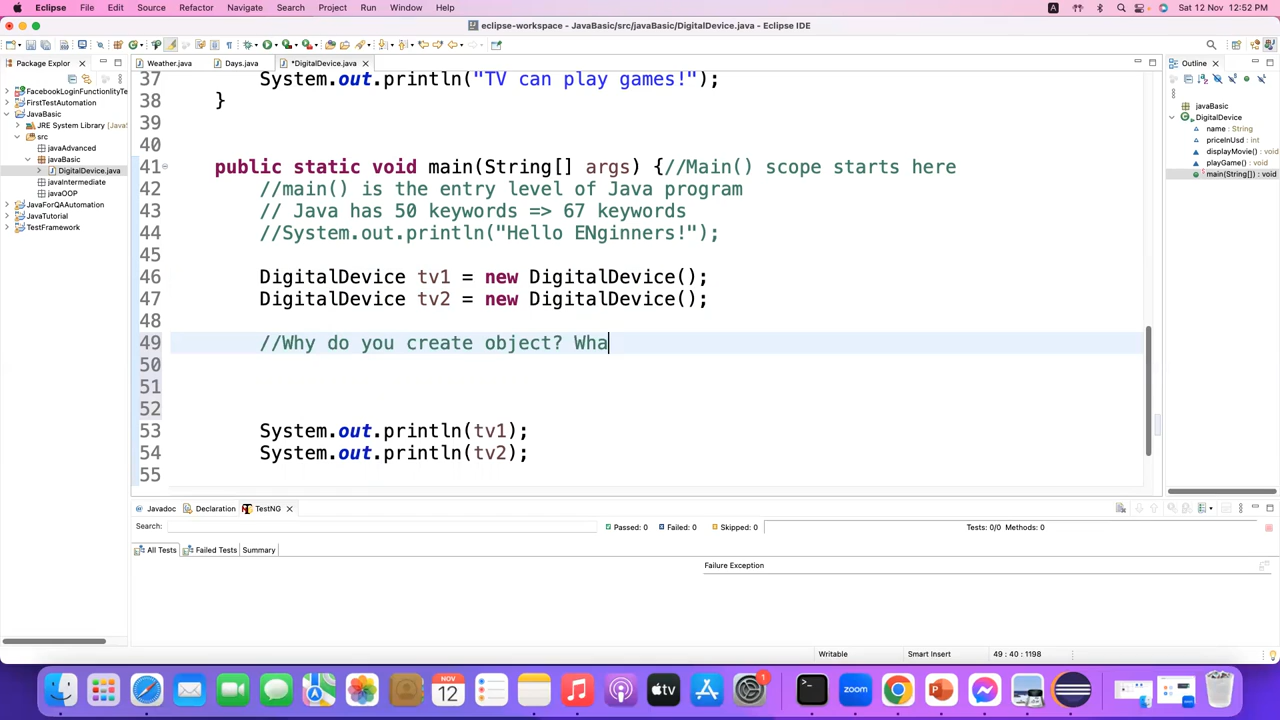 Eclipse File Edit Source Refactor Navigate Search Project Run Window Help A Sat 12 Nov 12:52 PM
eclipse-workspace - JavaBasic/src/javaBasic/DigitalDevice.java - Eclipse IDE
Package Explor
Weather.java Days.java *DigitalDevice.java
Outline
FacebookLoginFunctionlityTe
FirstTestAutomation
JavaBasic
JRE System Library [Java
src
javaAdvanced
javaBasic
DigitalDevice.java
javaIntermediate
javaOOP
JavaForQAAutomation
JavaTutorial
TestFramework
37 System.out.println("TV can play games!");
38 }
39
40
41 public static void main(String[] args) {//Main() scope starts here
42 //main() is the entry level of Java program
43 // Java has 50 keywords => 67 keywords
44 //System.out.println("Hello ENginners!");
45
46 DigitalDevice tv1 = new DigitalDevice();
47 DigitalDevice tv2 = new DigitalDevice();
48
49 //Why do you create object? Wha
50
51
52
53 System.out.println(tv1);
54 System.out.println(tv2);
55
javaBasic
DigitalDevice
name : String
priceInUsd : int
displayMovie() : void
playGame() : void
main(String[]) : void
Javadoc Declaration TestNG
Search: Passed: 0 Failed: 0 Skipped: 0 Tests: 0/0 Methods: 0
All Tests Failed Tests Summary
Failure Exception
Writable Smart Insert 49 : 40 : 1198
NOV
12
tv
1
zoom